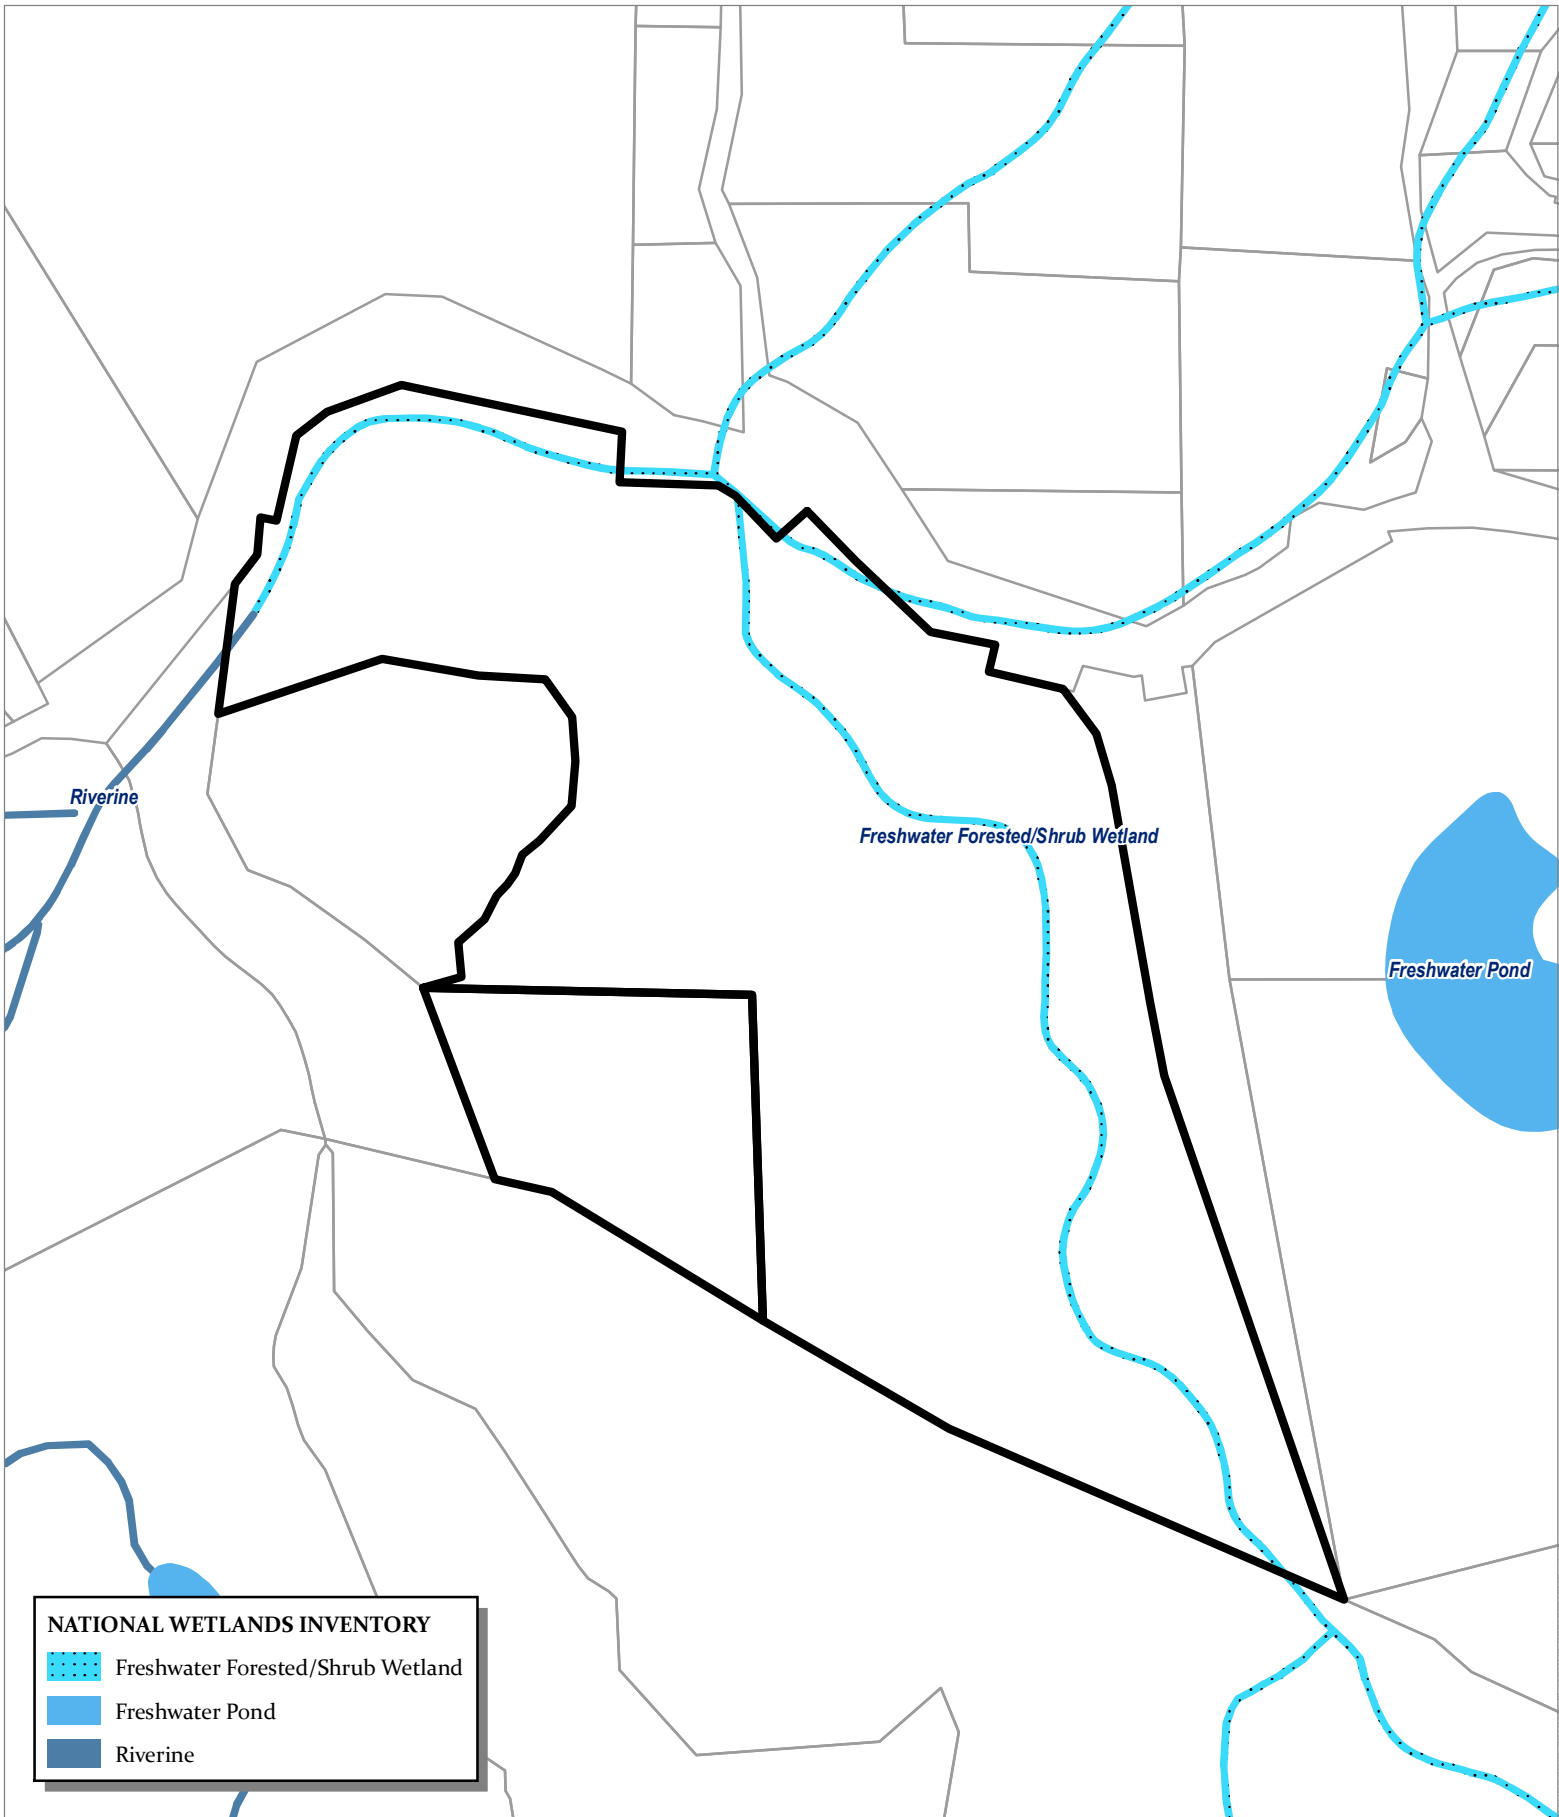 Riverine
Freshwater Forested/Shrub Wetland
Freshwater Pond
NATIONAL WETLANDS INVENTORY
Freshwater Forested/Shrub Wetland
Freshwater Pond
Riverine